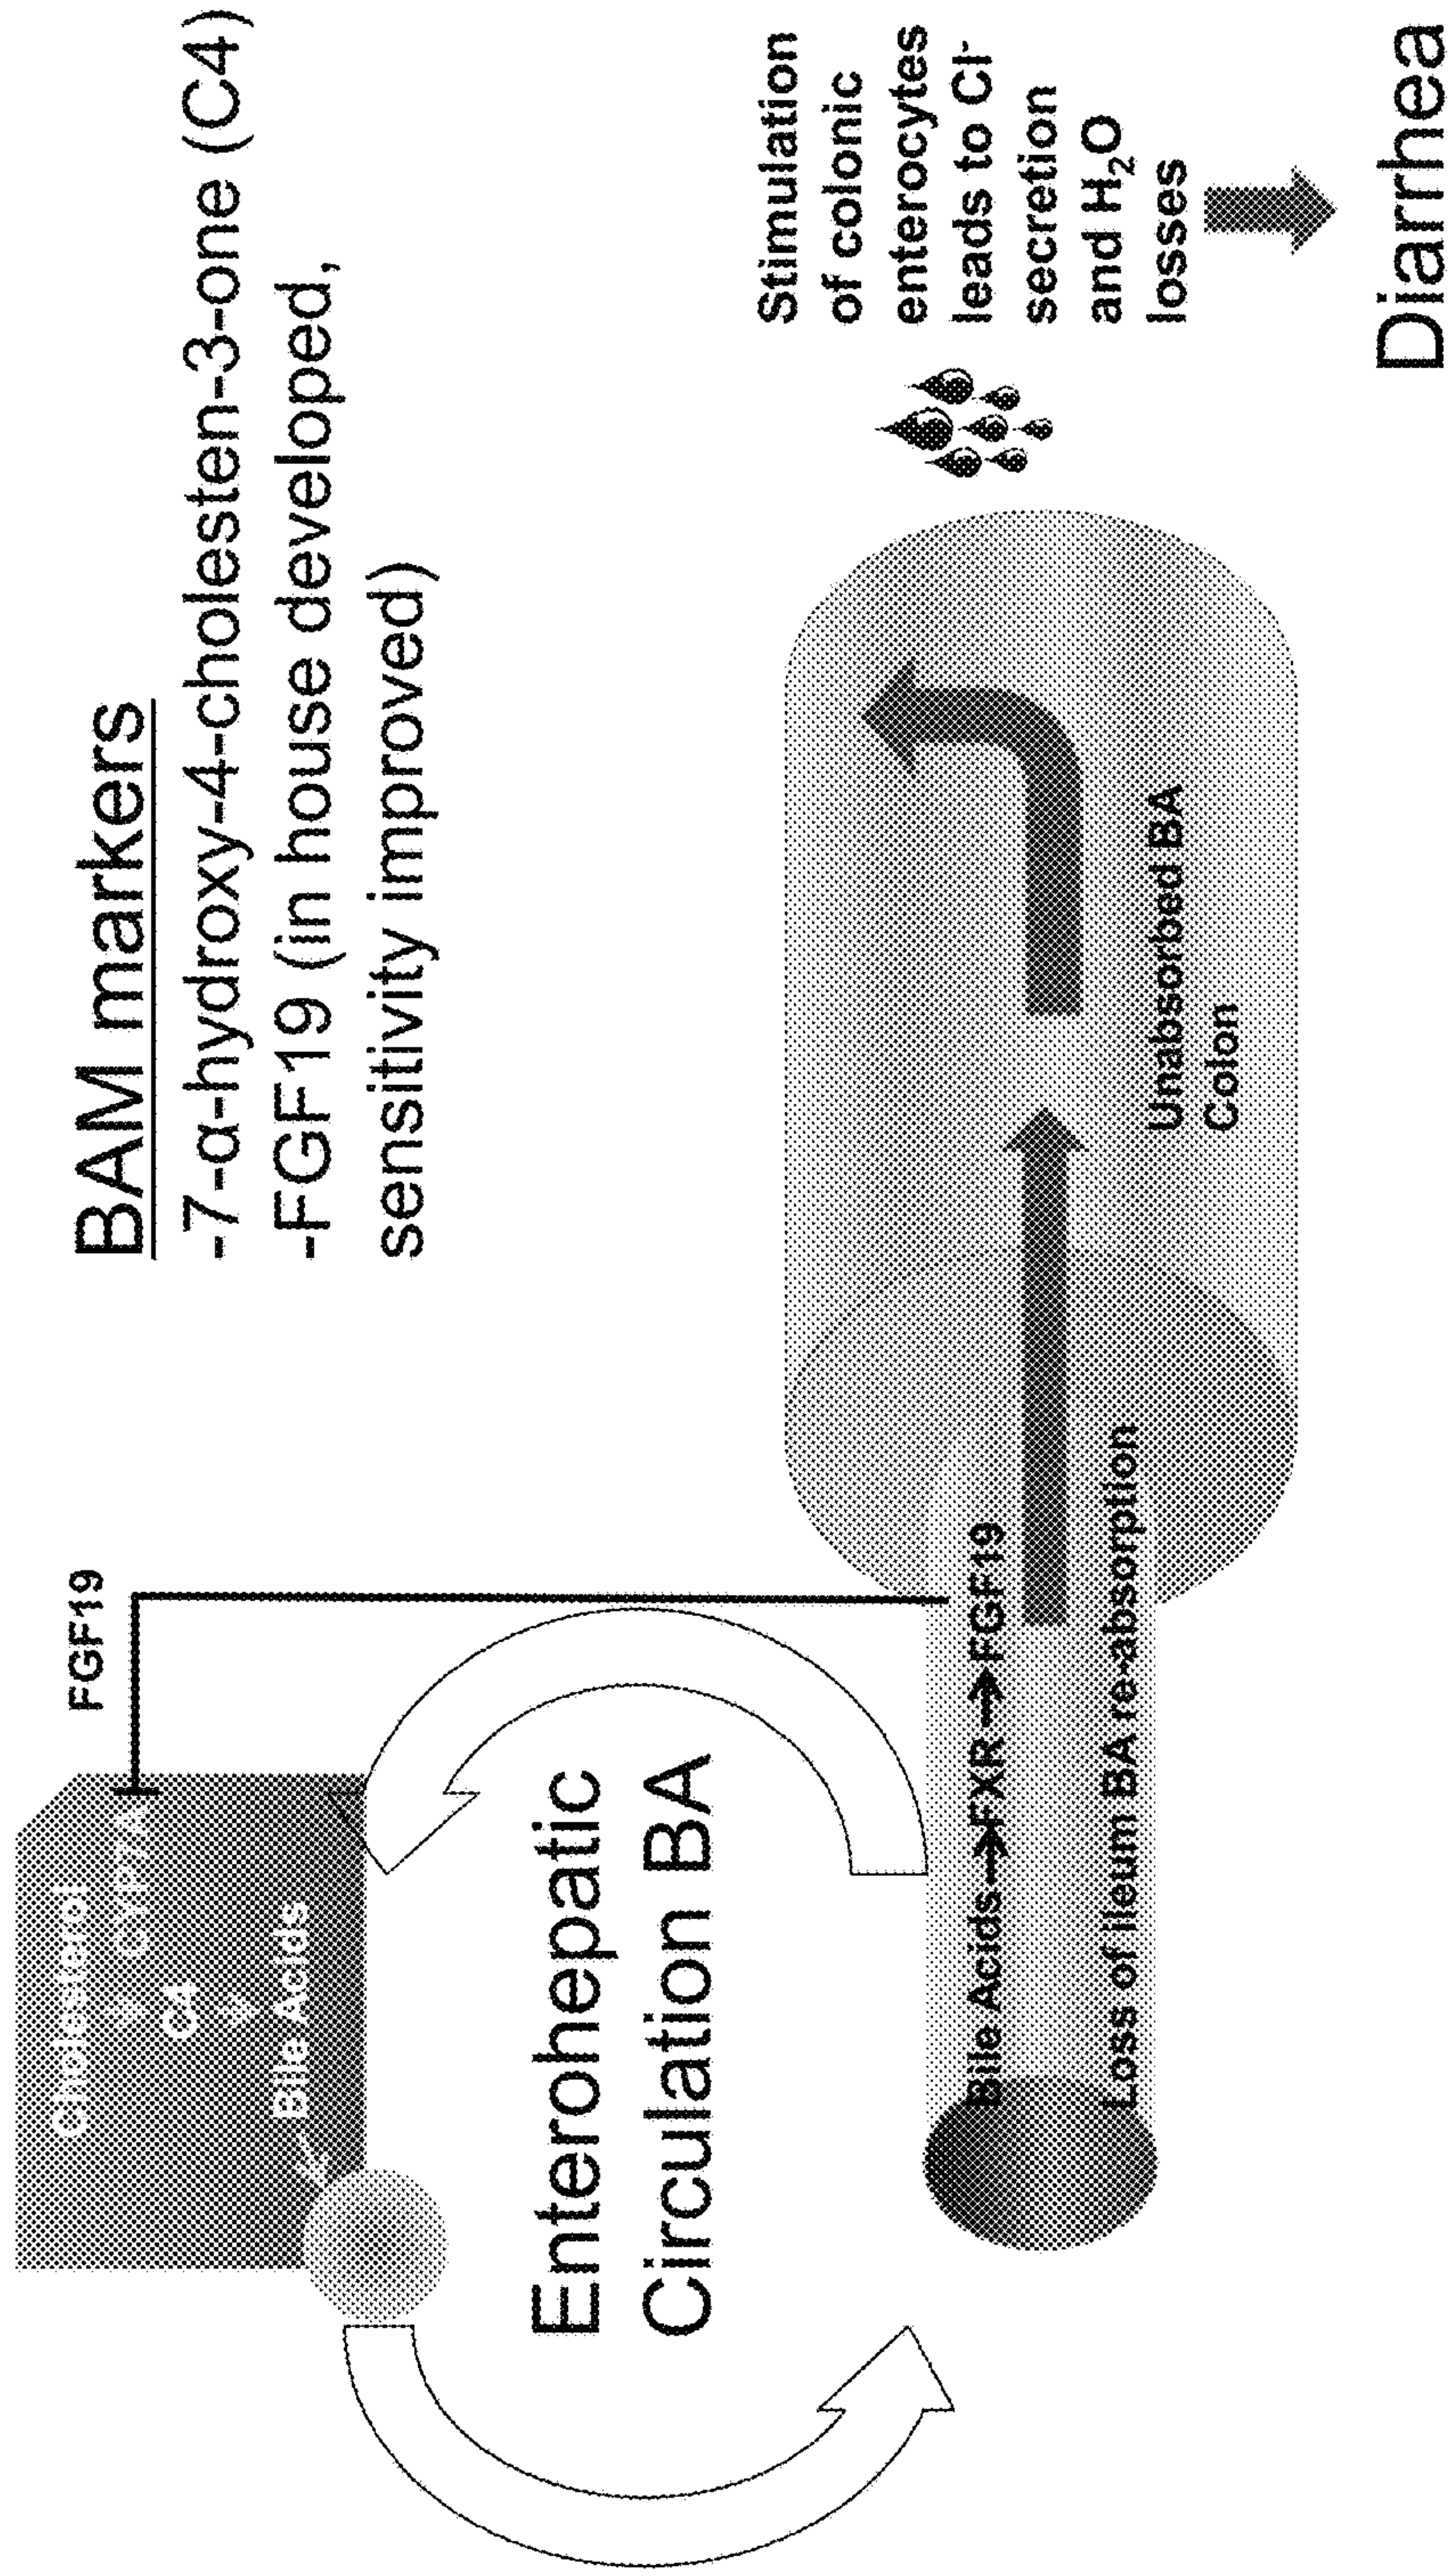 BAM markers
-7-α-hydroxy-4-cholesten-3-one (C4)
-FGF19 (in house developed,
sensitivity improved)
FGF19
Cholesterol
CYP7A
C4
Bile Acids
Enterohepatic
Circulation BA
Bile Acids→FXR→FGF19
Loss of ileum BA re-absorption
Unabsorbed BA
Colon
Stimulation
of colonic
enterocytes
leads to Cl⁻
secretion
and H₂O
losses
Diarrhea